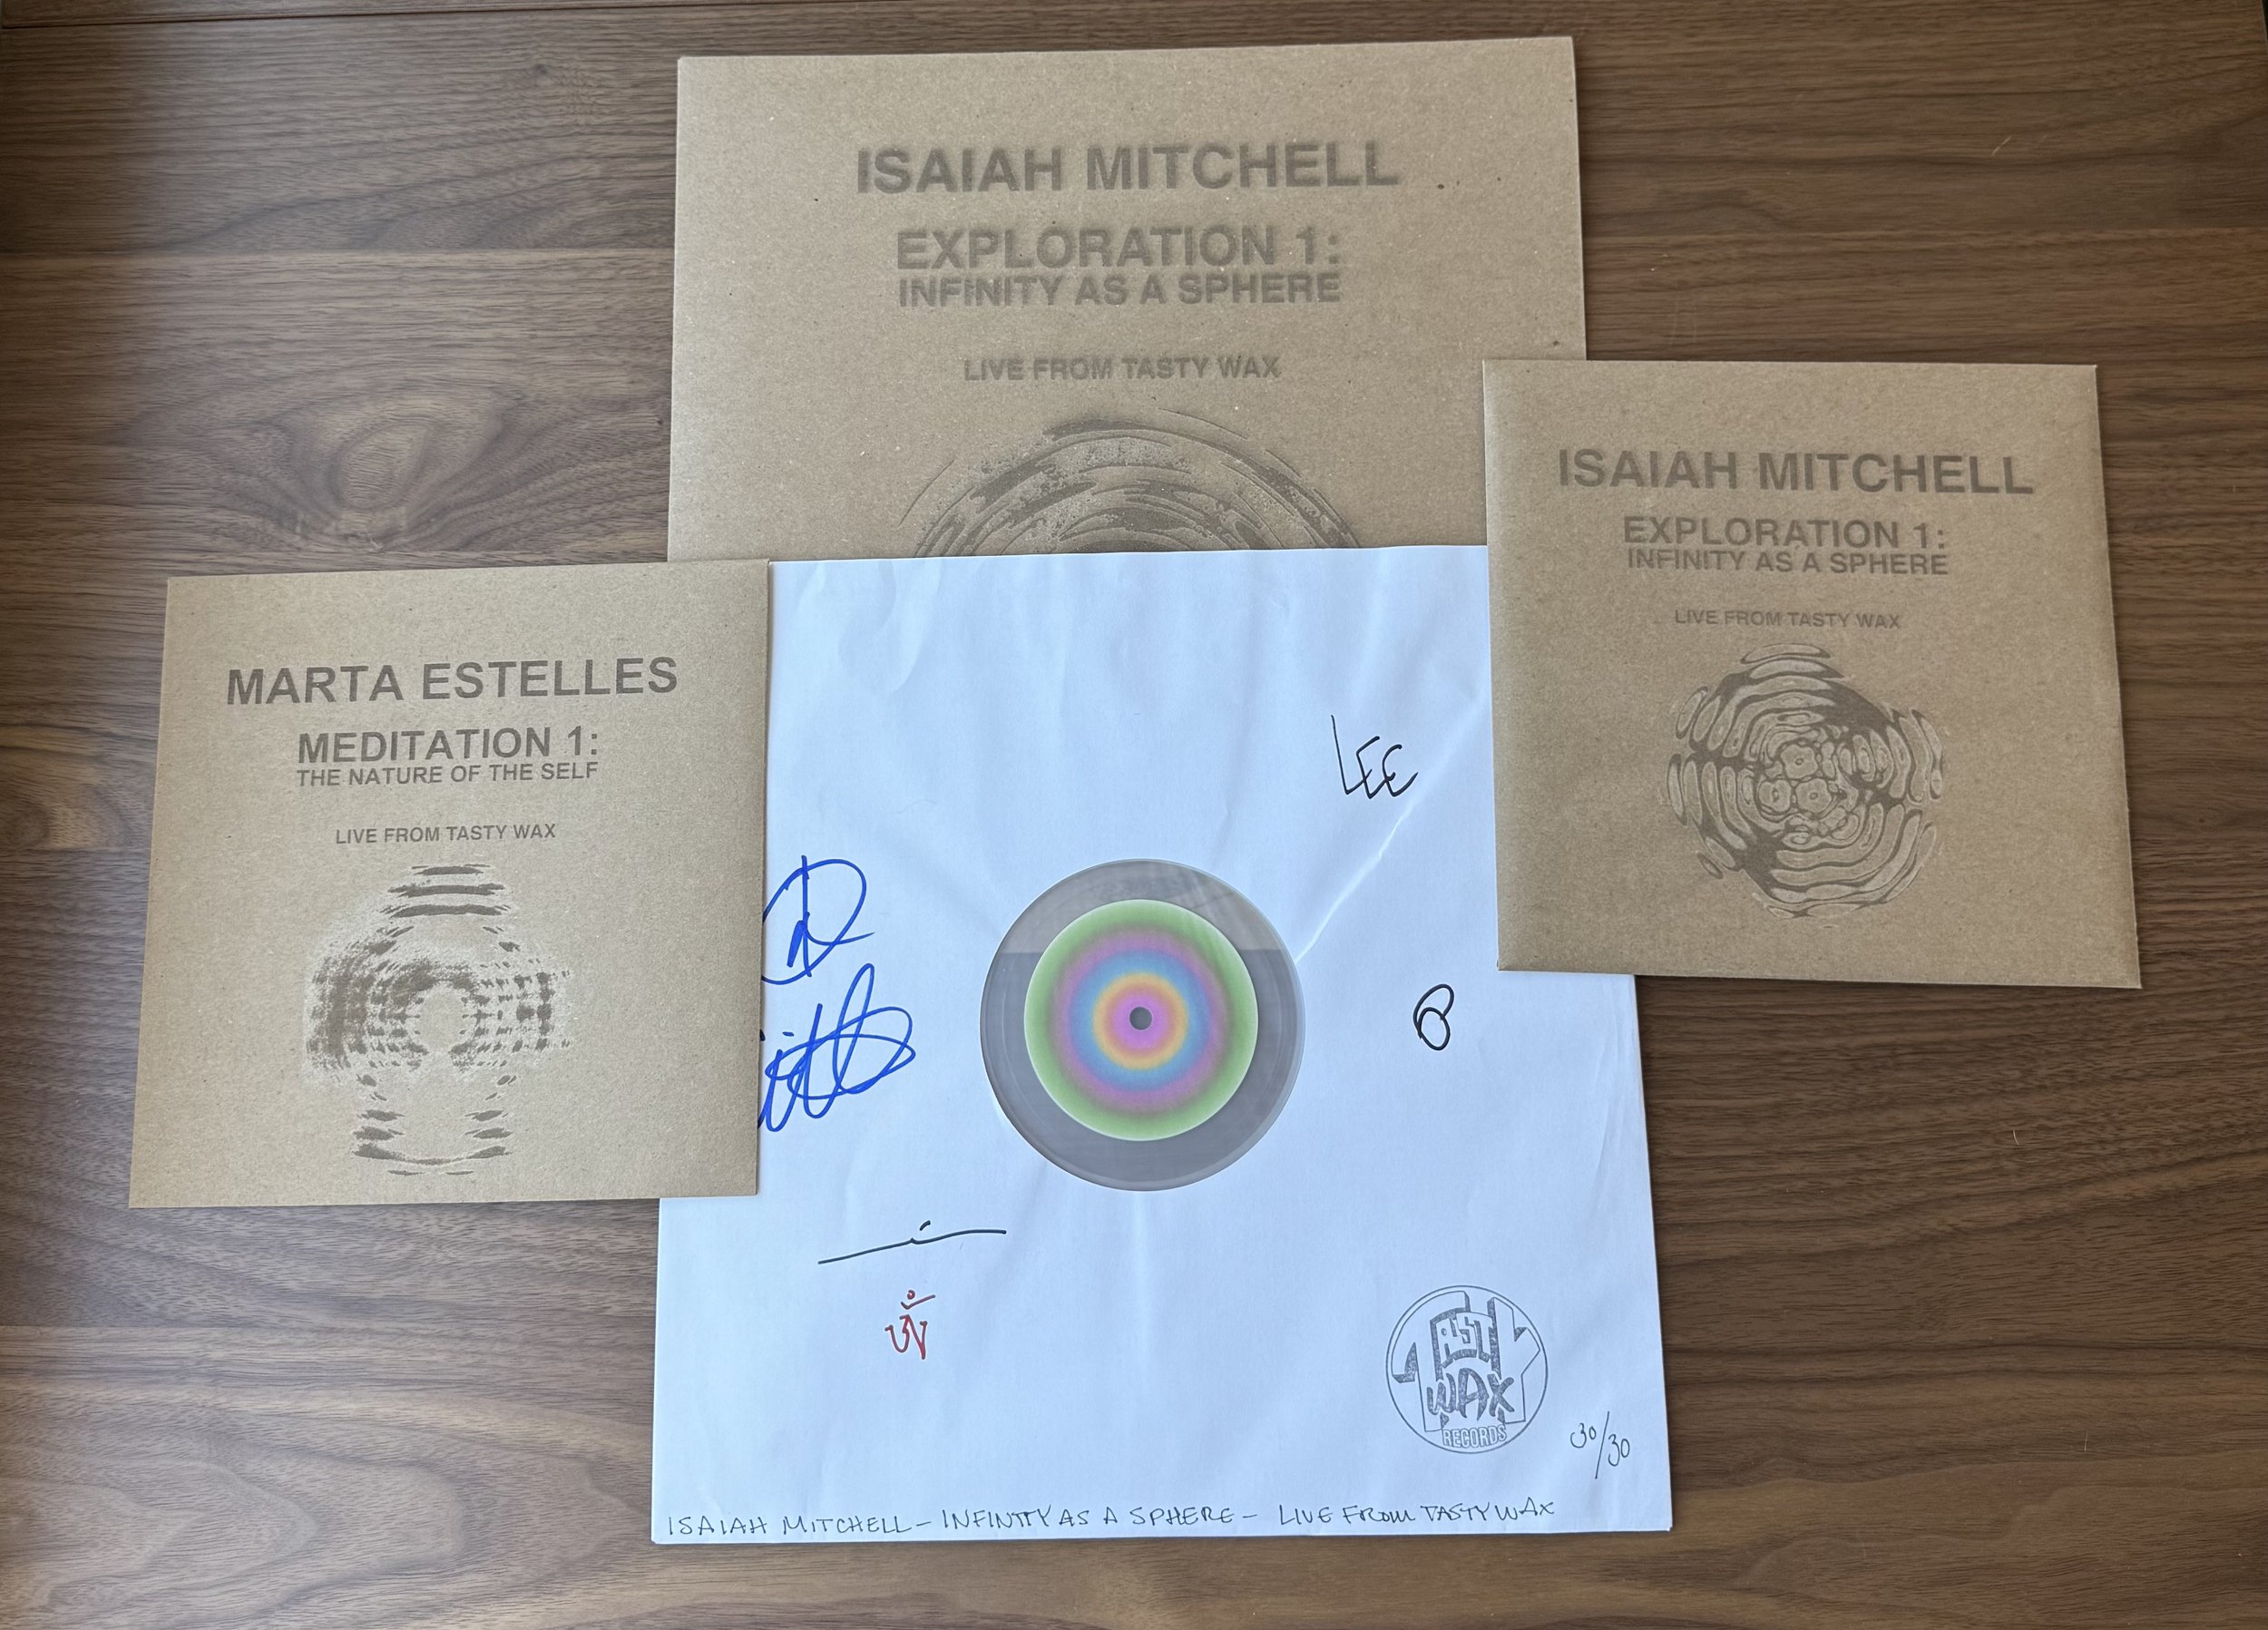 ISAIAH MITCHELL
EXPLORATION 1:
INFINITY AS A SPHERE
LIVE FROM TASTY WAX
ISAIAH MITCHELL
EXPLORATION 1:
INFINITY AS A SPHERE
LIVE FROM TASTY WAX
MARTA ESTELLES
MEDITATION 1:
THE NATURE OF THE SELF
LIVE FROM TASTY WAX
LEE
TASTY
WAX
RECORDS
30/30
ISAIAH MITCHELL – INFINITY AS A SPHERE – LIVE FROM TASTY WAX